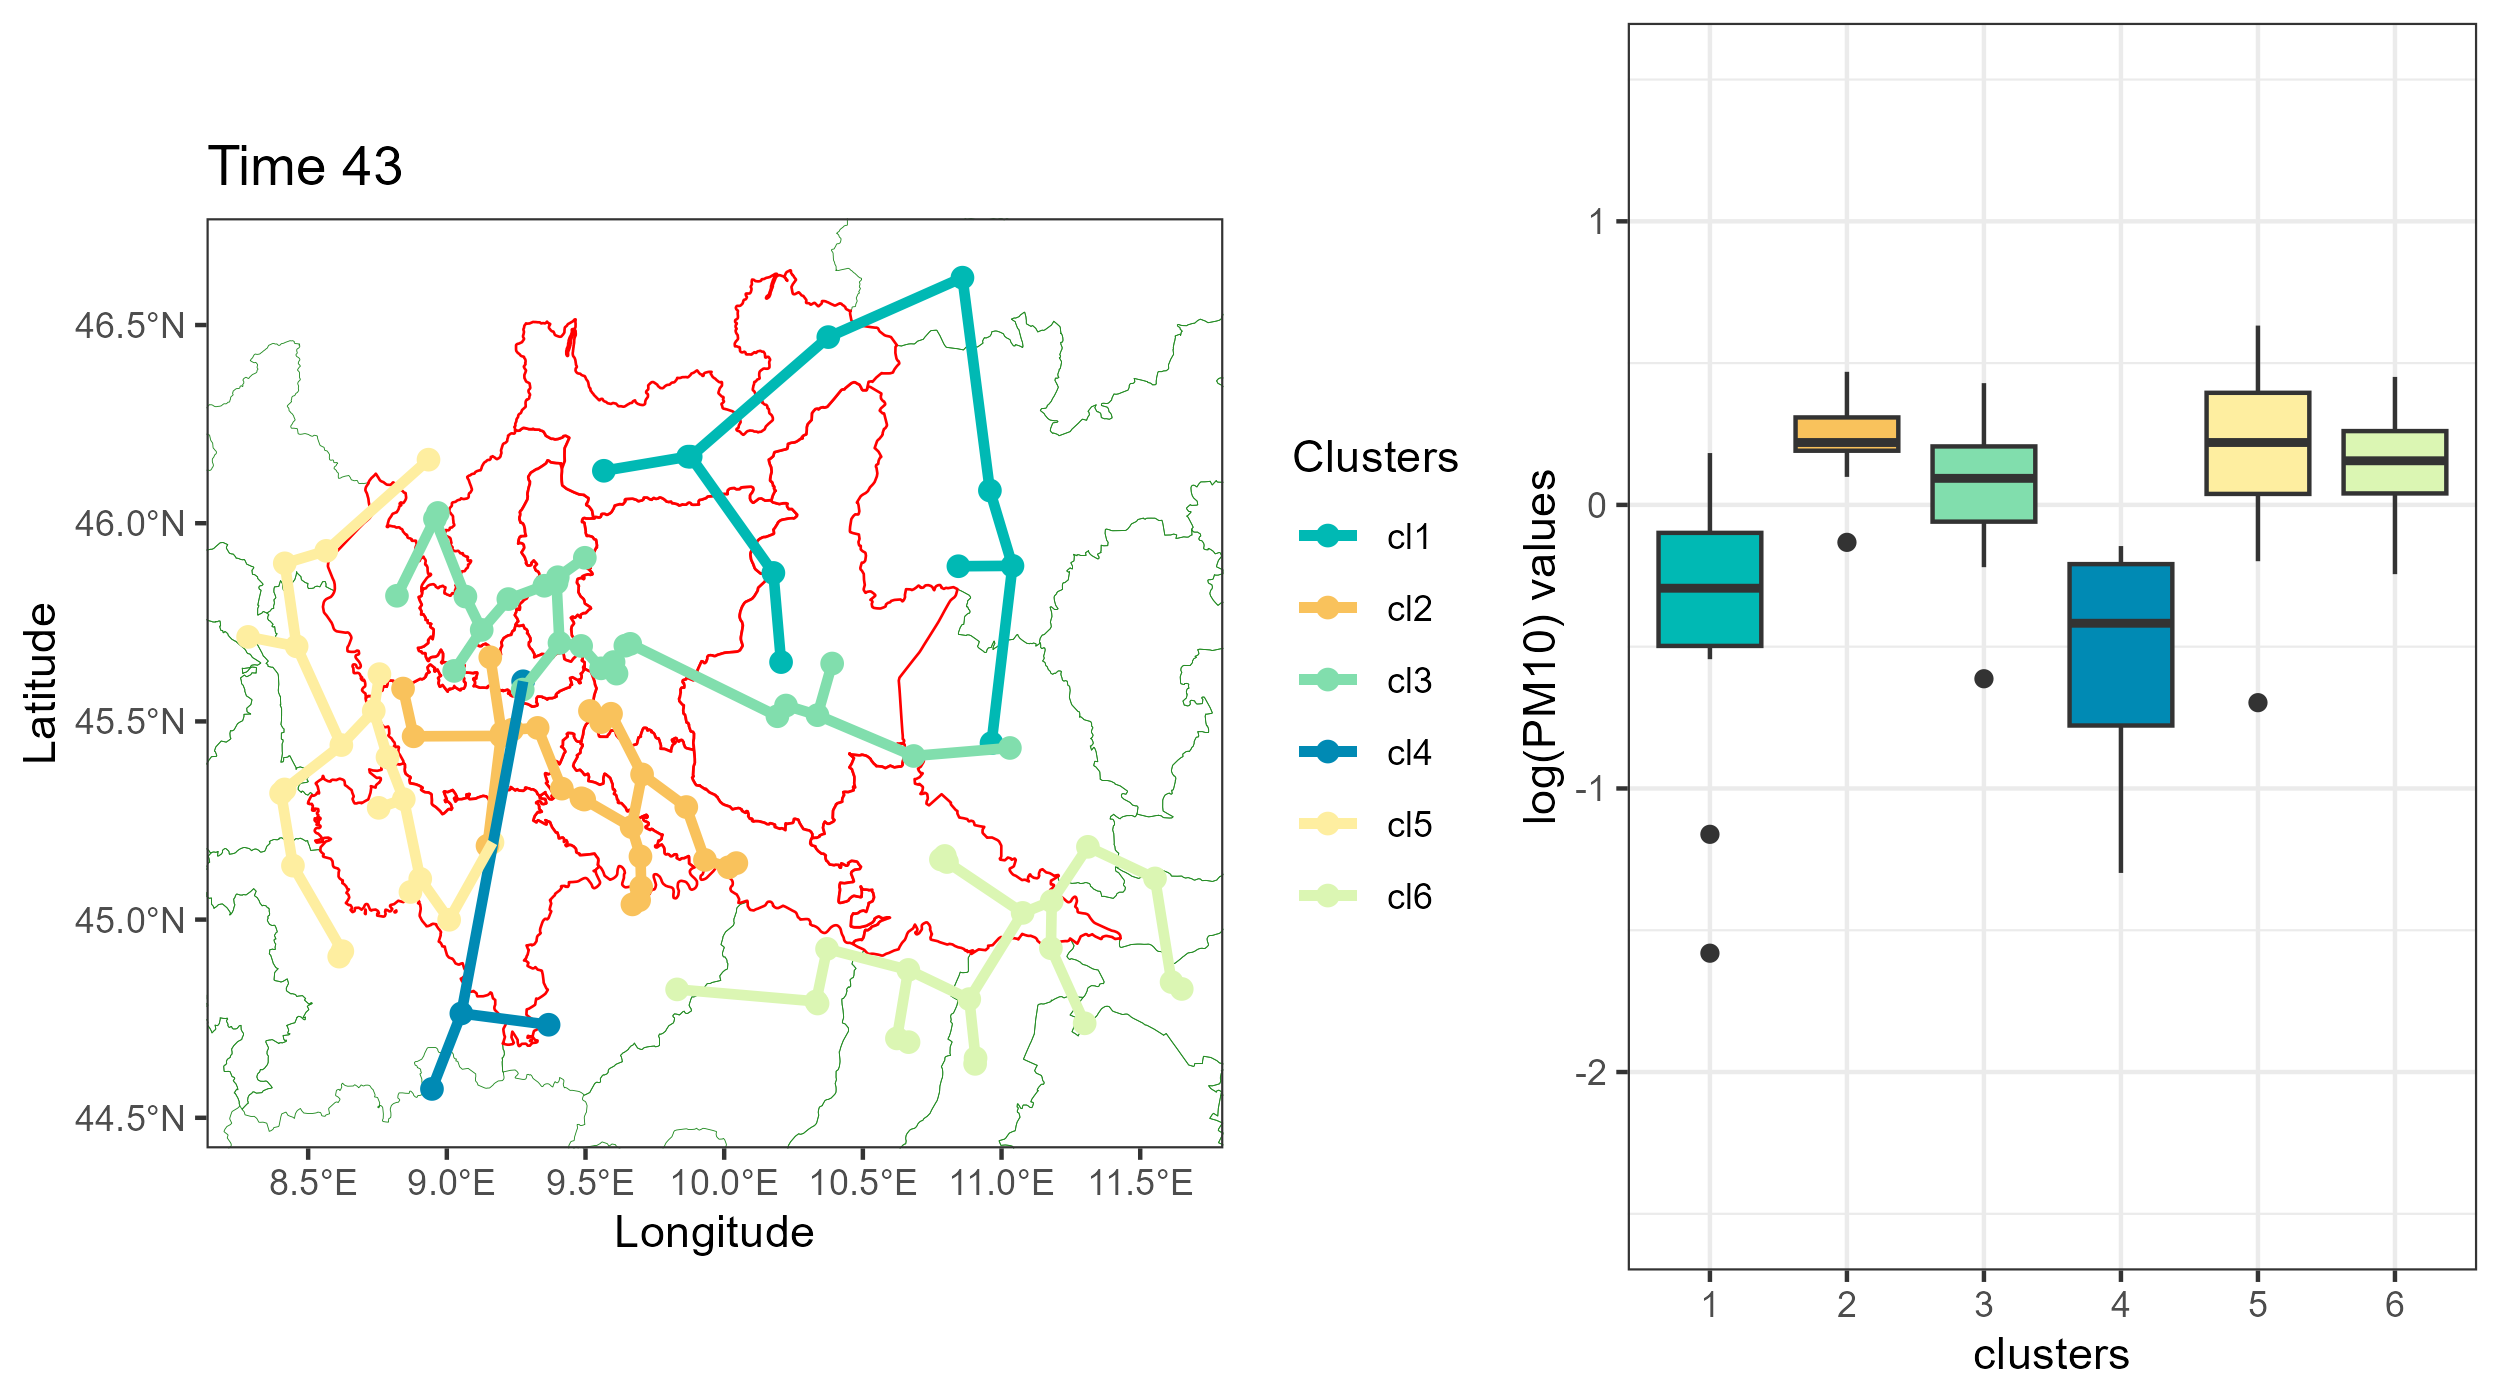 Time 43
46.5°N
46.0°N
45.5°N
45.0°N
44.5°N
8.5°E 9.0°E 9.5°E 10.0°E 10.5°E 11.0°E 11.5°E
Longitude
Latitude
Clusters
cl1
cl2
cl3
cl4
cl5
cl6
log(PM10) values
1
0
-1
-2
1 2 3 4 5 6
clusters